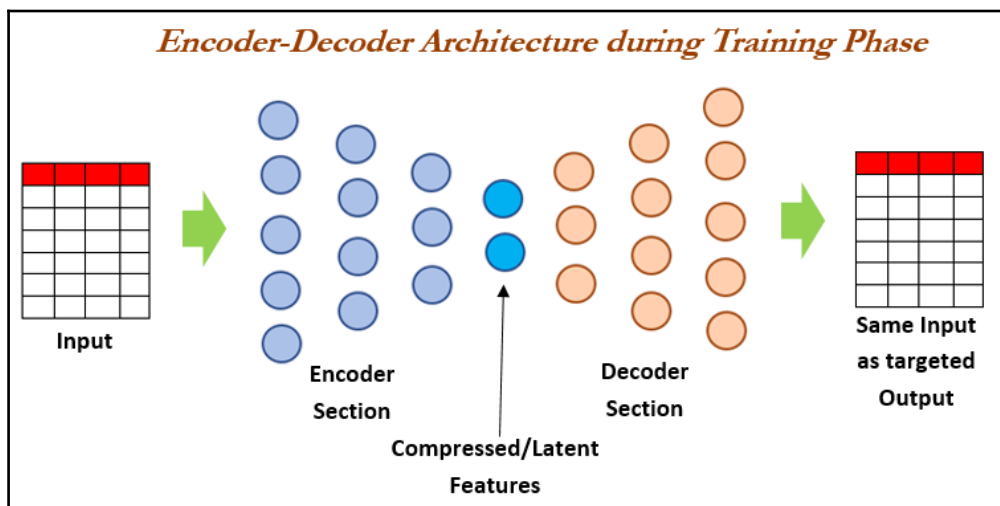 Encoder-Decoder Architecture during Training Phase
Input
Encoder
Section
Compressed/Latent
Features
Decoder
Section
Same Input
as targeted
Output